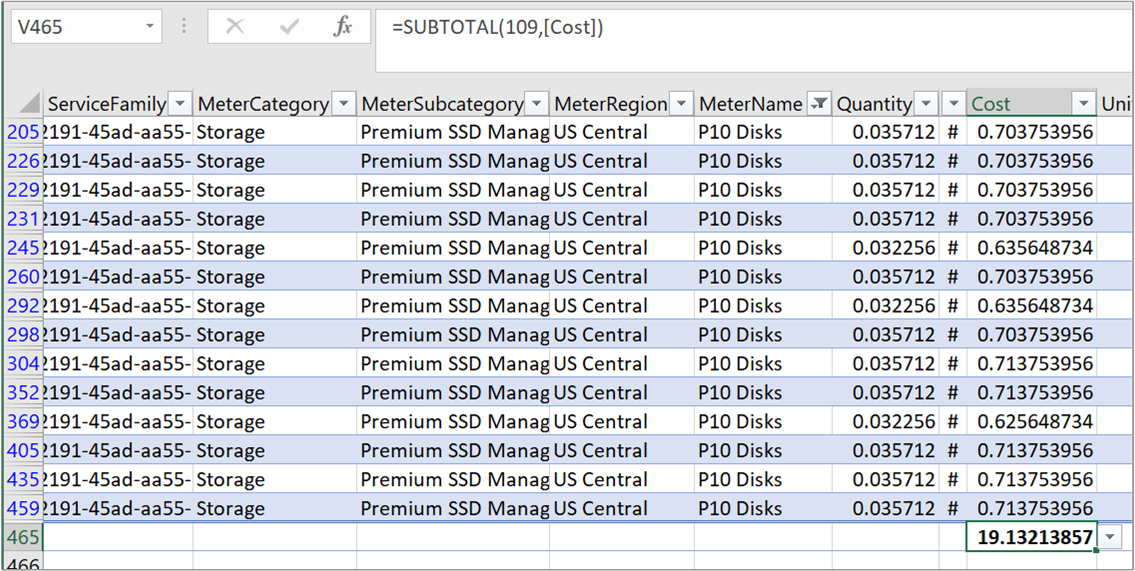 V465 fx =SUBTOTAL(109,[Cost])
ServiceFamily MeterCategory MeterSubcategory MeterRegion MeterName Quantity Cost Uni
205 2191-45ad-aa55- Storage Premium SSD Manag US Central P10 Disks 0.035712 # 0.703753956
226 2191-45ad-aa55- Storage Premium SSD Manag US Central P10 Disks 0.035712 # 0.703753956
229 2191-45ad-aa55- Storage Premium SSD Manag US Central P10 Disks 0.035712 # 0.703753956
231 2191-45ad-aa55- Storage Premium SSD Manag US Central P10 Disks 0.035712 # 0.703753956
245 2191-45ad-aa55- Storage Premium SSD Manag US Central P10 Disks 0.032256 # 0.635648734
260 2191-45ad-aa55- Storage Premium SSD Manag US Central P10 Disks 0.035712 # 0.703753956
292 2191-45ad-aa55- Storage Premium SSD Manag US Central P10 Disks 0.032256 # 0.635648734
298 2191-45ad-aa55- Storage Premium SSD Manag US Central P10 Disks 0.035712 # 0.703753956
304 2191-45ad-aa55- Storage Premium SSD Manag US Central P10 Disks 0.035712 # 0.713753956
352 2191-45ad-aa55- Storage Premium SSD Manag US Central P10 Disks 0.035712 # 0.713753956
369 2191-45ad-aa55- Storage Premium SSD Manag US Central P10 Disks 0.032256 # 0.625648734
405 2191-45ad-aa55- Storage Premium SSD Manag US Central P10 Disks 0.035712 # 0.713753956
435 2191-45ad-aa55- Storage Premium SSD Manag US Central P10 Disks 0.035712 # 0.713753956
459 2191-45ad-aa55- Storage Premium SSD Manag US Central P10 Disks 0.035712 # 0.713753956
465 19.13213857
466